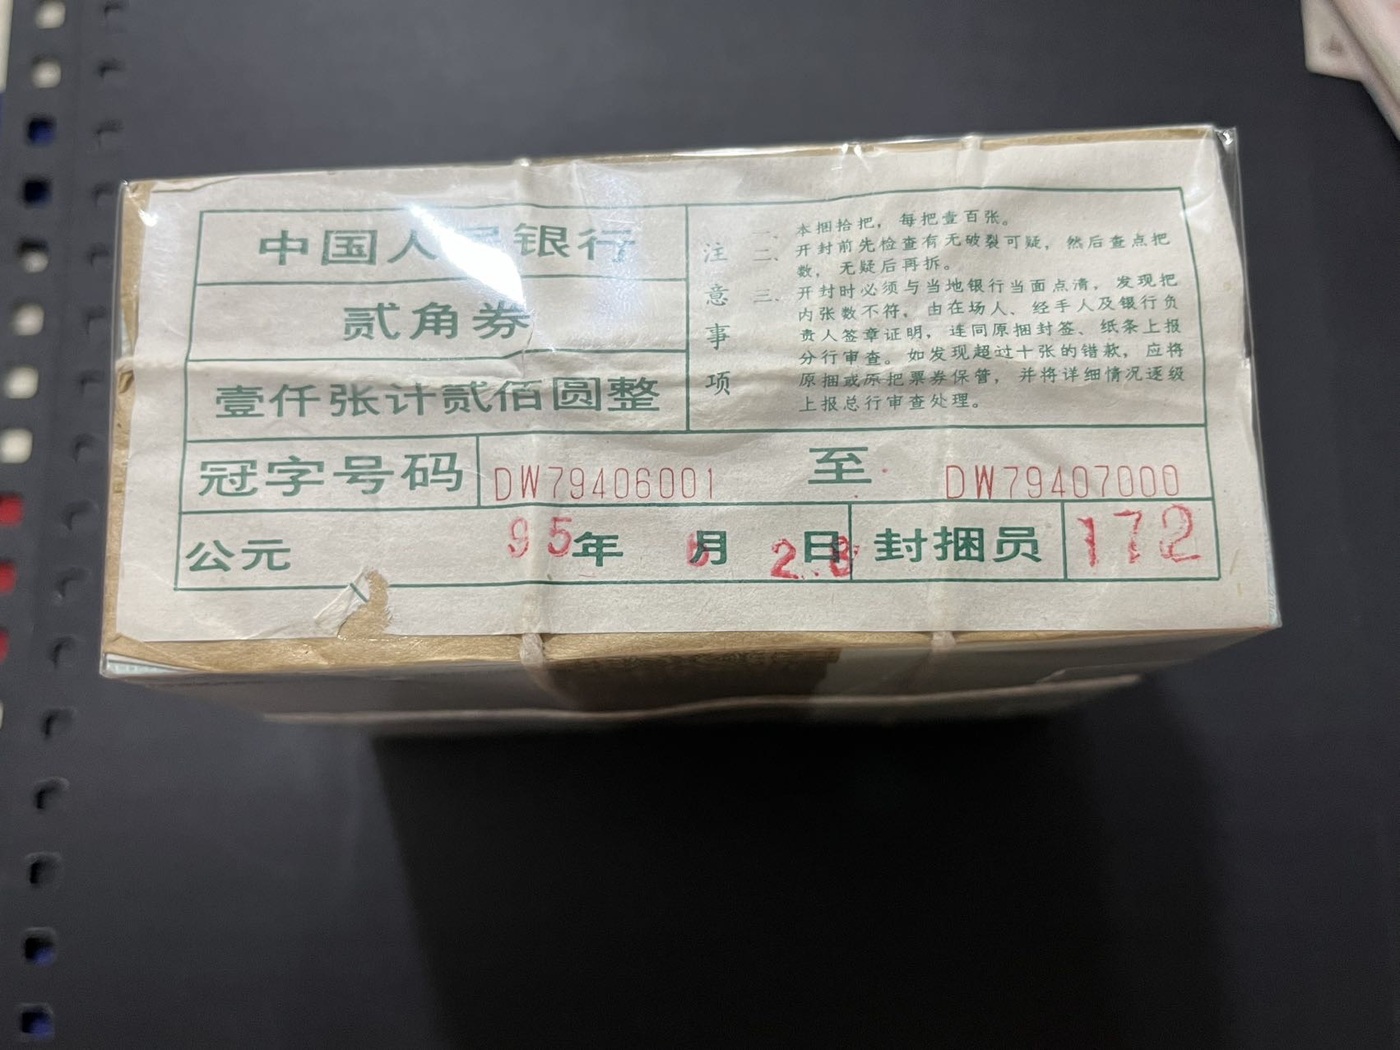 中国人民银行
贰角券
壹仟张计贰佰圆整
注意事项
一、本捆拾把，每把壹百张。
二、开封前先检查有无破裂可疑，然后查点把
数，无疑后再拆。
三、开封时必须与当地银行当面点清，发现把
内张数不符，由在场人、经手人及银行负
责人签章证明，连同原捆封签、纸条上报
分行审查。如发现超过十张的错款，应将
原捆或原把票券保管，并将详细情况逐级
上报总行审查处理。
冠字号码 DW79406001 至 DW79407000
公元 95年 月 2.8日 封捆员 172